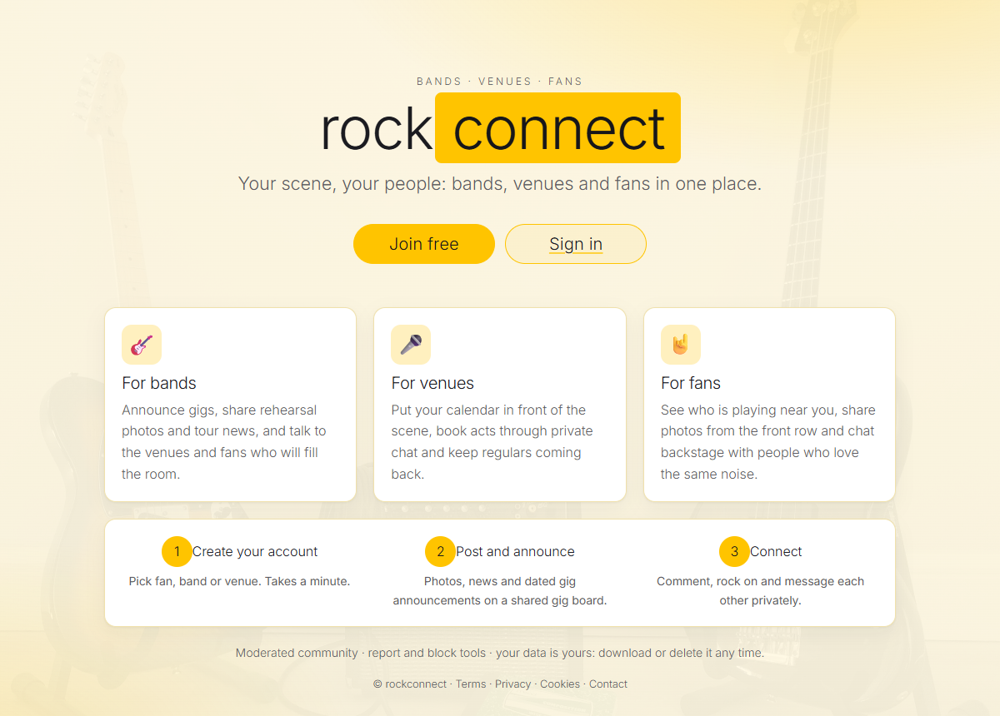 BANDS · VENUES · FANS
rock connect
Your scene, your people: bands, venues and fans in one place.
Join free
Sign in
For bands
Announce gigs, share rehearsal
photos and tour news, and talk to
the venues and fans who will fill
the room.
For venues
Put your calendar in front of the
scene, book acts through private
chat and keep regulars coming
back.
For fans
See who is playing near you, share
photos from the front row and chat
backstage with people who love
the same noise.
1 Create your account
Pick fan, band or venue. Takes a minute.
2 Post and announce
Photos, news and dated gig
announcements on a shared gig board.
3 Connect
Comment, rock on and message each
other privately.
Moderated community · report and block tools · your data is yours: download or delete it any time.
© rockconnect · Terms · Privacy · Cookies · Contact